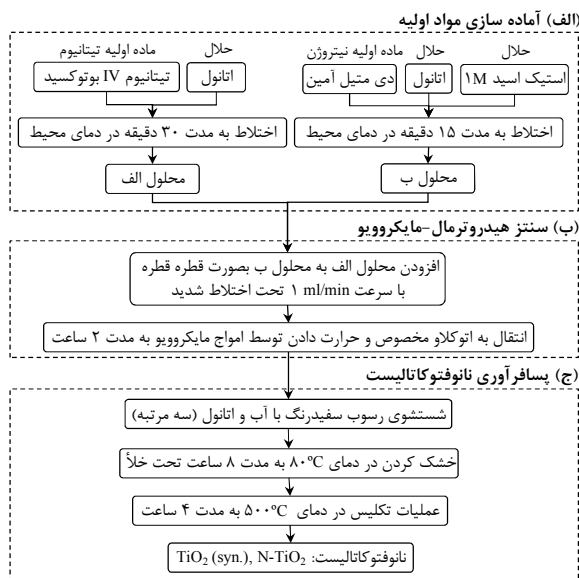 (الف) آماده سازی مواد اولیه
حلال
ماده اولیه نیتروژن
حلال
حلال
ماده اولیه تیتانیوم
استیک اسید ۱M
اتانول
دی متیل آمین
اتانول
تیتانیوم IV بوتوکسید
اختلاط به مدت ۱۵ دقیقه در دمای محیط
اختلاط به مدت ۳۰ دقیقه در دمای محیط
محلول ب
محلول الف
(ب) سنتز هیدروترمال-مایکروویو
افزودن محلول الف به محلول ب بصورت قطره قطره
با سرعت ۱ ml/min تحت اختلاط شدید
انتقال به اتوکلاو مخصوص و حرارت دادن توسط امواج مایکروویو به مدت ۲ ساعت
(ج) پسافرآوری نانوفتوکاتالیست
شستشوی رسوب سفیدرنگ با آب و اتانول (سه مرتبه)
خشک کردن در دمای ۸۰ºC به مدت ۸ ساعت تحت خلأ
عملیات تکلیس در دمای ۵۰۰ºC به مدت ۴ ساعت
نانوفتوکاتالیست: TiO₂ (syn.), N-TiO₂